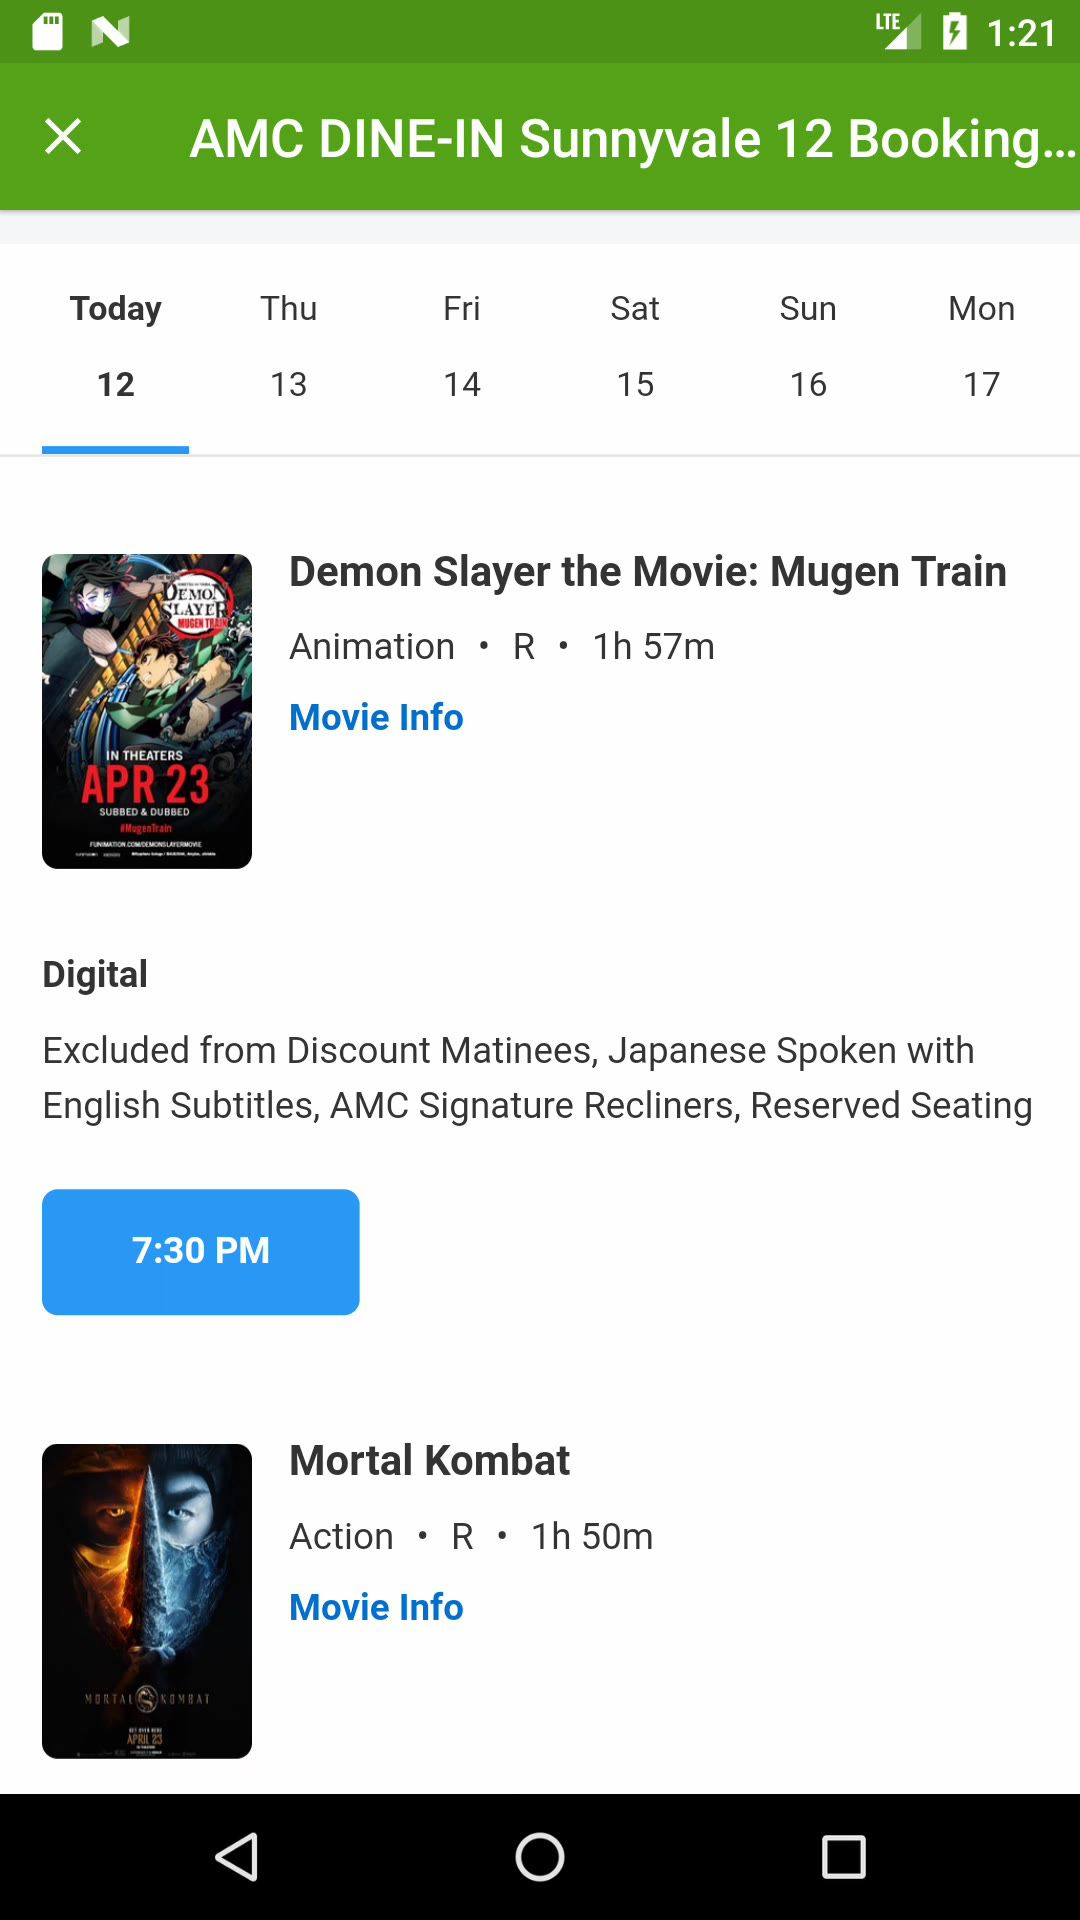 LTE 1:21
AMC DINE-IN Sunnyvale 12 Booking...
Today Thu Fri Sat Sun Mon
12 13 14 15 16 17
Demon Slayer the Movie: Mugen Train
Animation • R • 1h 57m
Movie Info
DEMON
SLAYER
MUGEN TRAIN
IN THEATERS
APR 23
SUBBED & DUBBED
#MugenTrain
FUNIMATION.COM/DEMONSLAYERMOVIE
Digital
Excluded from Discount Matinees, Japanese Spoken with
English Subtitles, AMC Signature Recliners, Reserved Seating
7:30 PM
Mortal Kombat
Action • R • 1h 50m
Movie Info
MORTAL KOMBAT
GET OVER HERE
APRIL 23